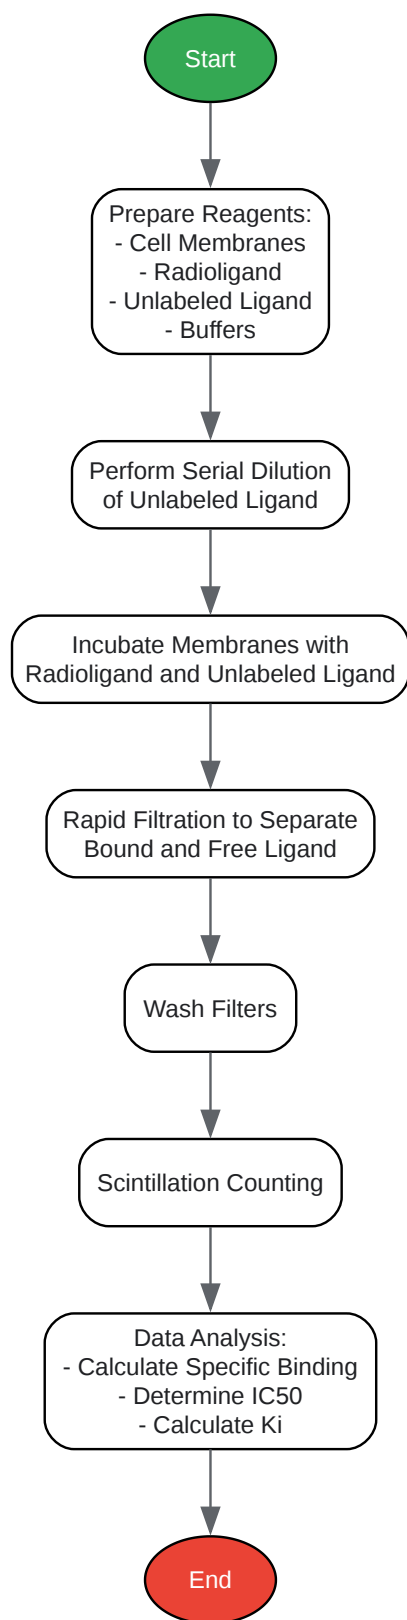 Start
Prepare Reagents:
- Cell Membranes
- Radioligand
- Unlabeled Ligand
- Buffers
Perform Serial Dilution
of Unlabeled Ligand
Incubate Membranes with
Radioligand and Unlabeled Ligand
Rapid Filtration to Separate
Bound and Free Ligand
Wash Filters
Scintillation Counting
Data Analysis:
- Calculate Specific Binding
- Determine IC50
- Calculate Ki
End